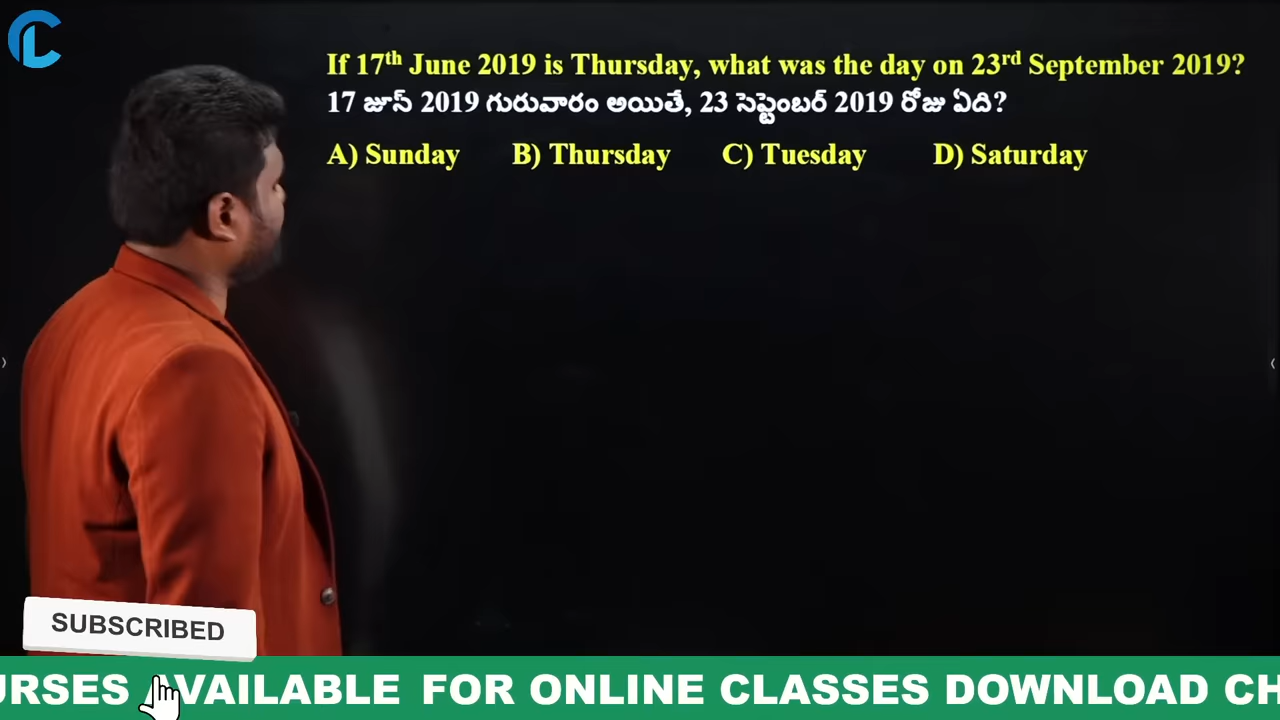 If 17th June 2019 is Thursday, what was the day on 23rd September 2019?
17 జూన్ 2019 గురువారం అయితే, 23 సెప్టెంబర్ 2019 రోజు ఏది?
A) Sunday B) Thursday C) Tuesday D) Saturday
SUBSCRIBED
URSES AVAILABLE FOR ONLINE CLASSES DOWNLOAD CH